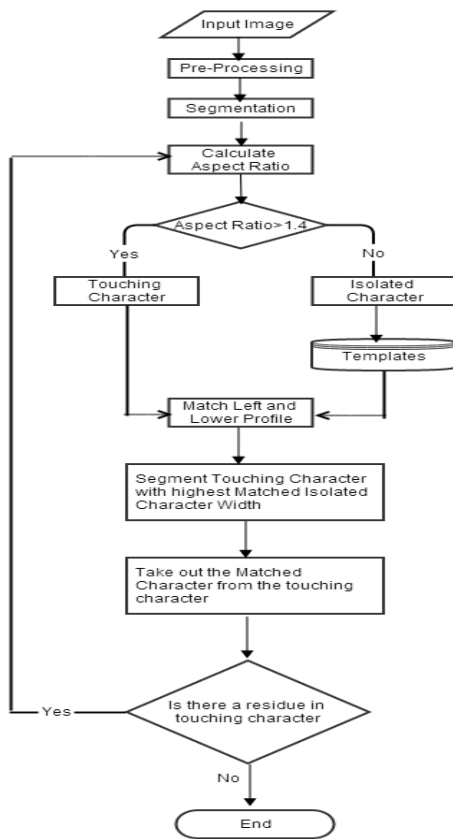 Input Image
Pre-Processing
Segmentation
Calculate
Aspect Ratio
Aspect Ratio>1.4
Yes
No
Touching
Character
Isolated
Character
Templates
Match Left and
Lower Profile
Segment Touching Character
with highest Matched Isolated
Character Width
Take out the Matched
Character from the touching
character
Is there a residue in
touching character
Yes
No
End